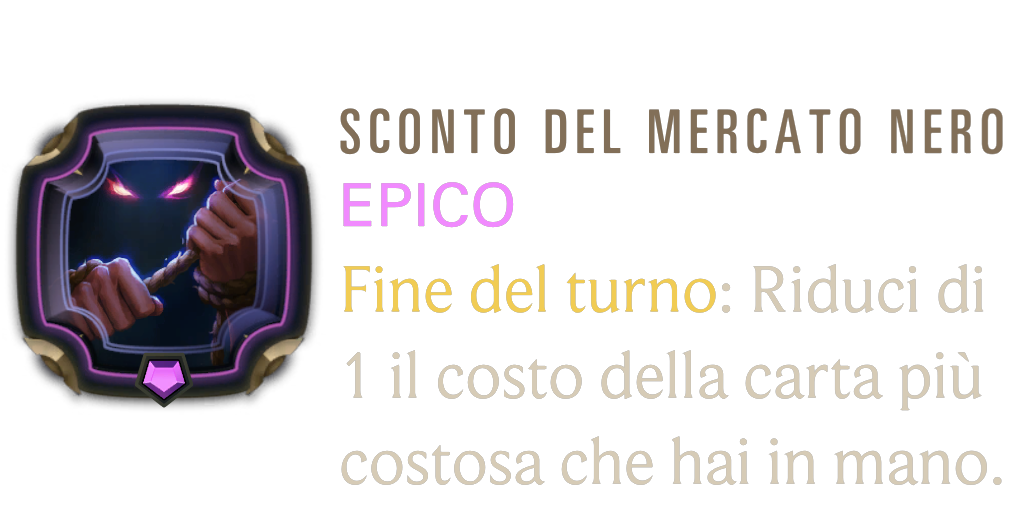 SCONTO DEL MERCATO NERO
EPICO
Fine del turno: Riduci di
1 il costo della carta più
costosa che hai in mano.